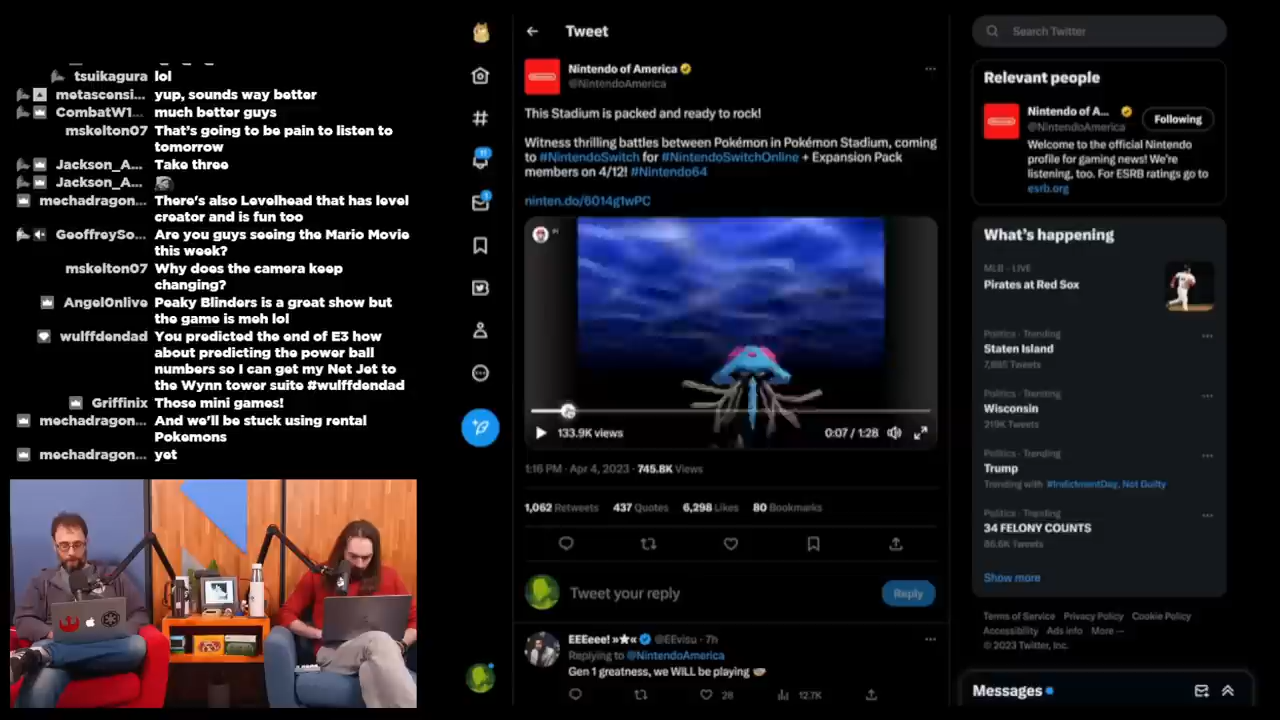 tsuikagura lol
metascensi... yup, sounds way better
CombatW1... much better guys
mskelton07 That's going to be pain to listen to
tomorrow
Jackson_A... Take three
Jackson_A...
mechadragon... There's also Levelhead that has level
creator and is fun too
GeoffreySo... Are you guys seeing the Mario Movie
this week?
mskelton07 Why does the camera keep
changing?
AngelOnlive Peaky Blinders is a great show but
the game is meh lol
wulffdendad You predicted the end of E3 how
about predicting the power ball
numbers so I can get my Net Jet to
the Wynn tower suite #wulffdendad
Griffinix Those mini games!
mechadragon... And we'll be stuck using rental
Pokemons
mechadragon... yet
Tweet
Nintendo of America
@NintendoAmerica
This Stadium is packed and ready to rock!
Witness thrilling battles between Pokémon in Pokémon Stadium, coming
to #NintendoSwitch for #NintendoSwitchOnline + Expansion Pack
members on 4/12! #Nintendo64
ninten.do/6014g1wPC
133.9K views
0:07 / 1:28
1:16 PM · Apr 4, 2023 · 745.8K Views
1,062 Retweets 437 Quotes 6,298 Likes 80 Bookmarks
Tweet your reply
Reply
EEEeee! »★« @EEvisu · 7h
Replying to @NintendoAmerica
Gen 1 greatness, we WILL be playing
28
12.7K
Search Twitter
Relevant people
Nintendo of A...
@NintendoAmerica
Following
Welcome to the official Nintendo
profile for gaming news! We're
listening, too. For ESRB ratings go to
esrb.org
What's happening
MLB · LIVE
Pirates at Red Sox
Politics · Trending
Staten Island
7,885 Tweets
Politics · Trending
Wisconsin
219K Tweets
Politics · Trending
Trump
Trending with #IndictmentDay, Not Guilty
Politics · Trending
34 FELONY COUNTS
86.6K Tweets
Show more
Terms of Service Privacy Policy Cookie Policy
Accessibility Ads info More ···
© 2023 Twitter, Inc.
Messages